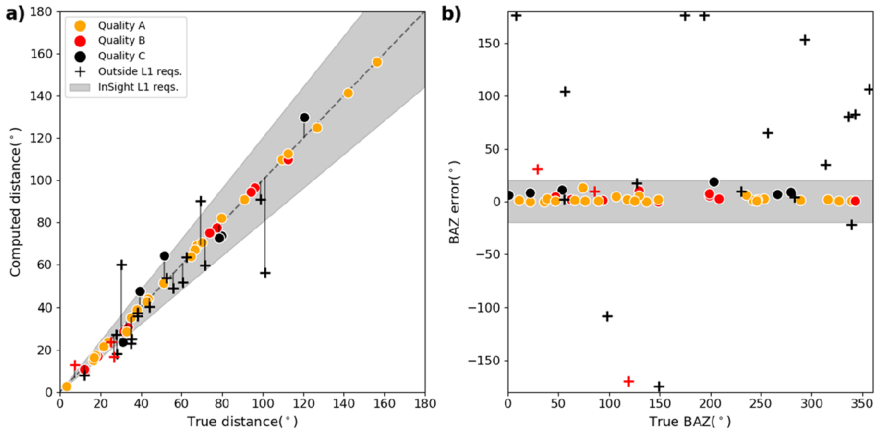 a)
180
160
140
120
100
80
60
40
20
0
Computed distance(°)
Quality A
Quality B
Quality C
Outside L1 reqs.
InSight L1 reqs.
0 20 40 60 80 100 120 140 160 180
True distance(°)
b)
150
100
50
0
−50
−100
−150
BAZ error(°)
0 50 100 150 200 250 300 350
True BAZ(°)